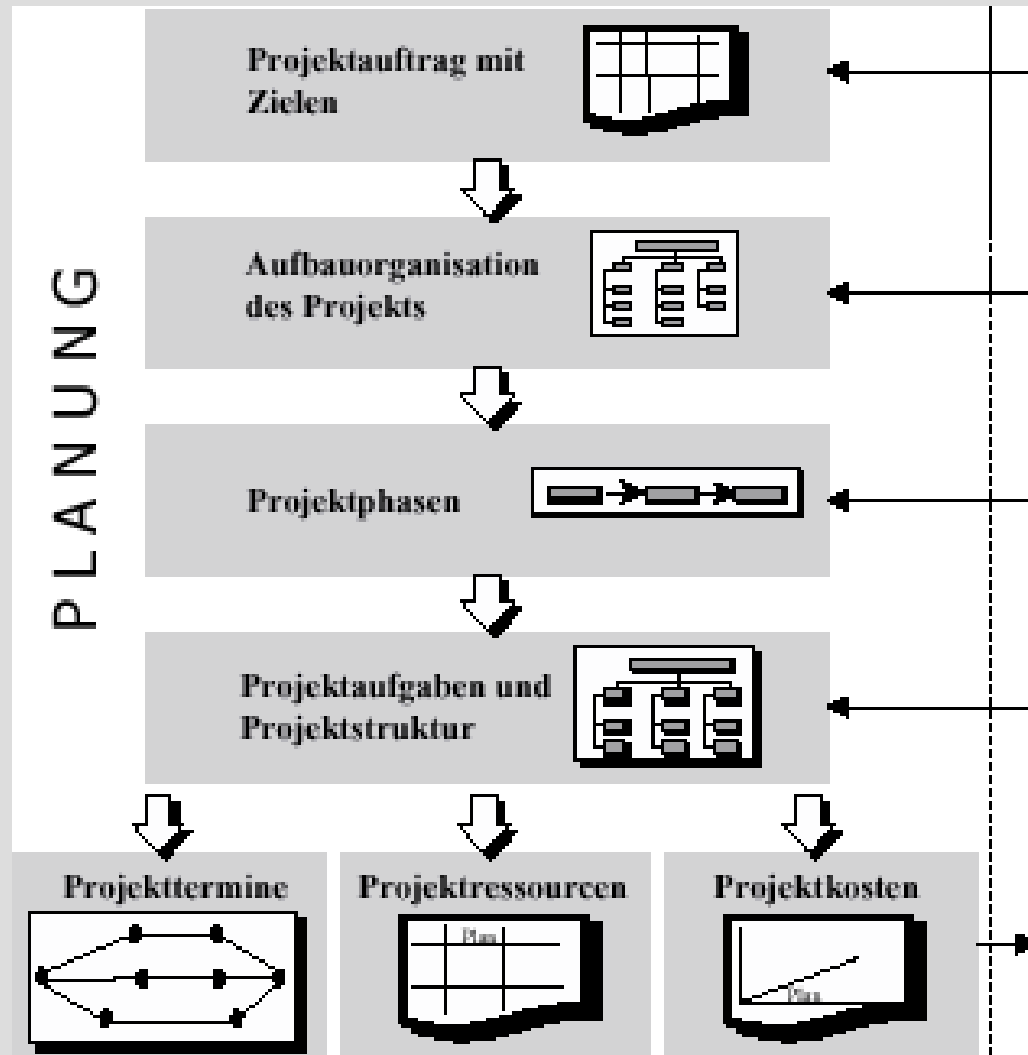 PLANUNG
Projektauftrag mit
Zielen
Aufbauorganisation
des Projekts
Projektphasen
Projektaufgaben und
Projektstruktur
Projekttermine
Projektressourcen
Plan
Projektkosten
Plan